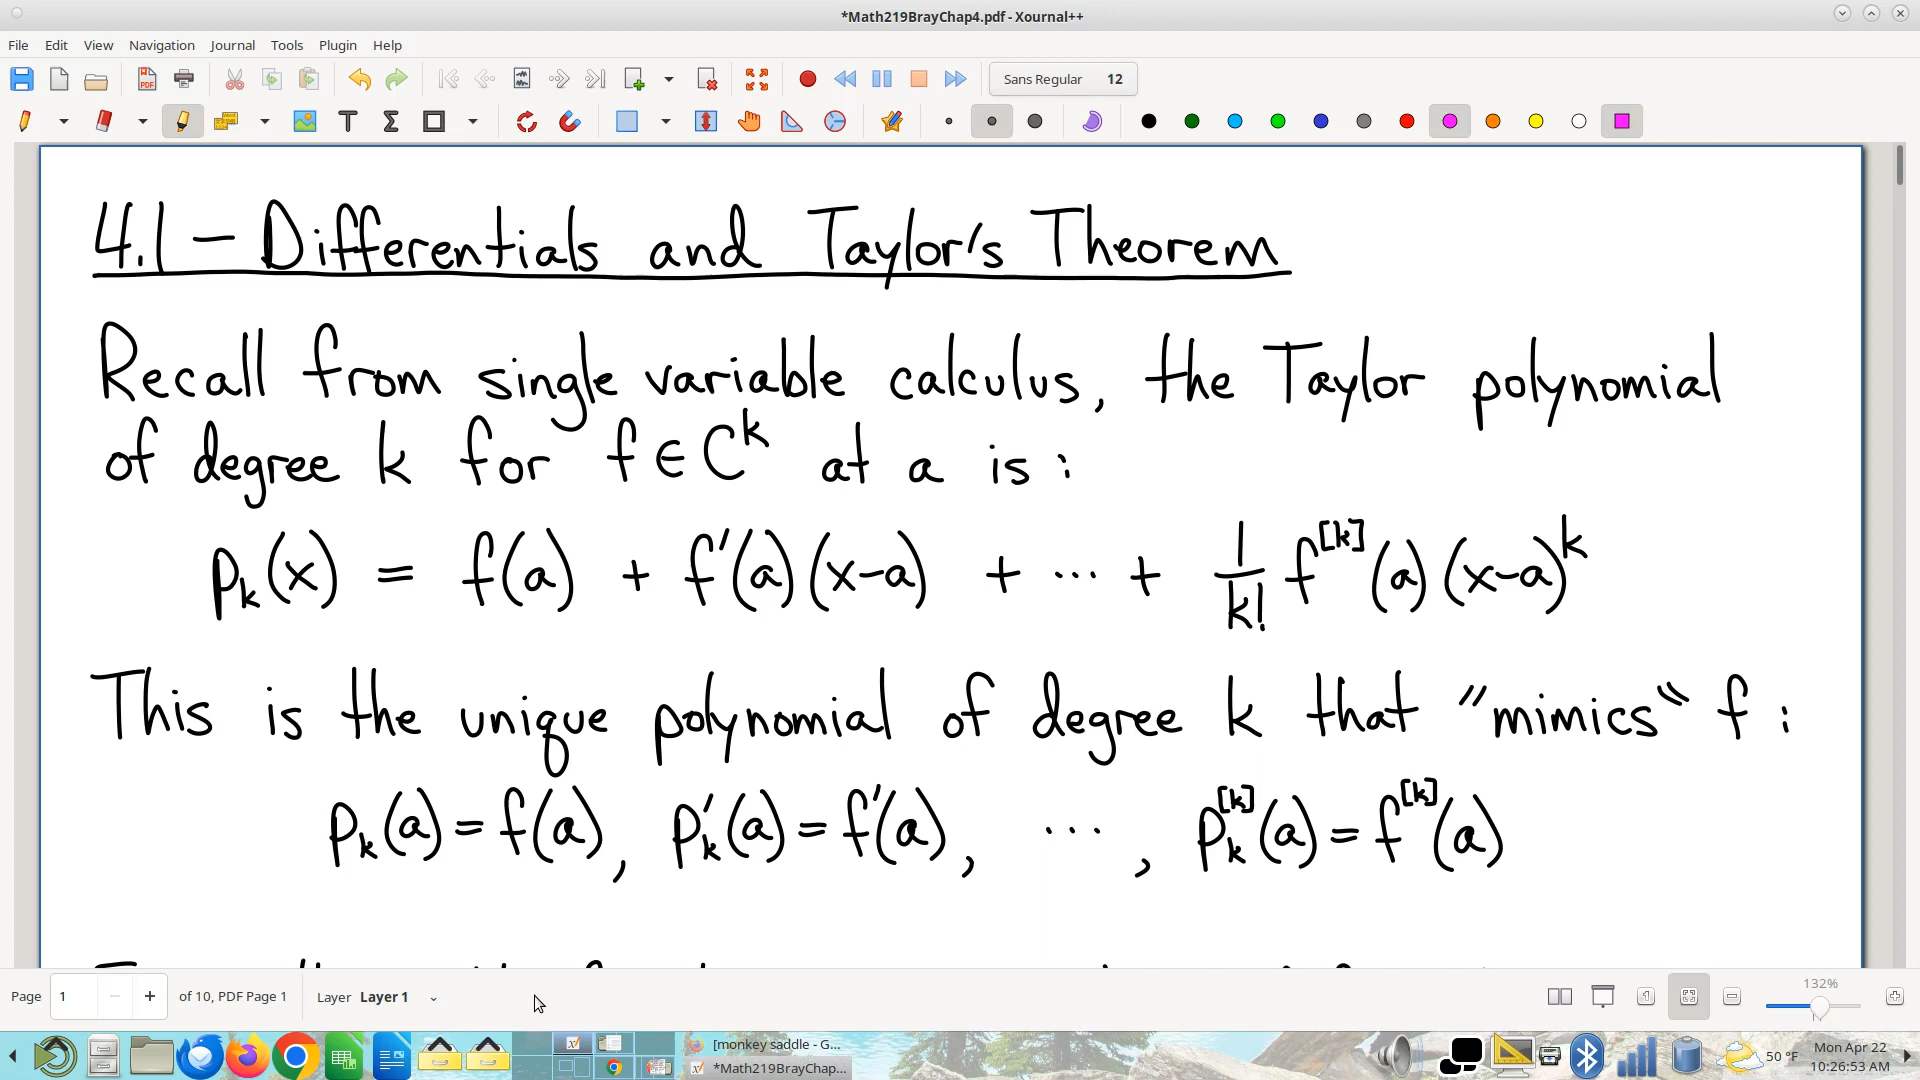 *Math219BrayChap4.pdf - Xournal++
File Edit View Navigation Journal Tools Plugin Help
Sans Regular 12
4.1 – Differentials and Taylor's Theorem
Recall from single variable calculus, the Taylor polynomial
of degree k for f ∈ C^k at a is:
p_k(x) = f(a) + f'(a)(x-a) + ... + 1/k! f^[k](a)(x-a)^k
This is the unique polynomial of degree k that "mimics" f:
p_k(a) = f(a), p_k'(a) = f'(a), ..., p_k^[k](a) = f^[k](a)
Page 1 of 10, PDF Page 1 Layer Layer 1 132%
[monkey saddle - G...
*Math219BrayChap...
50 °F
Mon Apr 22
10:26:53 AM